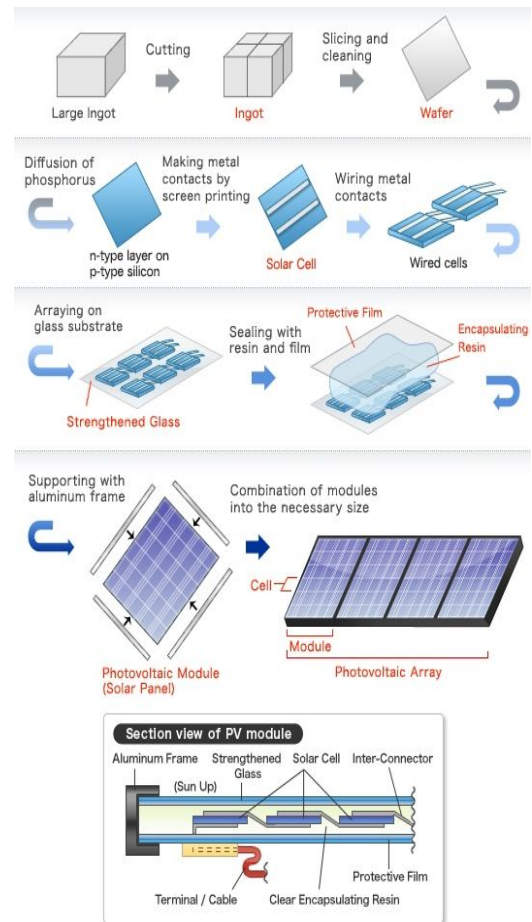 Cutting
Slicing and
cleaning
Large Ingot
Ingot
Wafer
Diffusion of
phosphorus
Making metal
contacts by
screen printing
Wiring metal
contacts
n-type layer on
p-type silicon
Solar Cell
Wired cells
Arraying on
glass substrate
Sealing with
resin and film
Protective Film
Encapsulating
Resin
Strengthened Glass
Supporting with
aluminum frame
Combination of modules
into the necessary size
Cell
Module
Photovoltaic Module
(Solar Panel)
Photovoltaic Array
Section view of PV module
Aluminum Frame
Strengthened
Glass
Solar Cell
Inter-Connector
(Sun Up)
Protective Film
Terminal / Cable
Clear Encapsulating Resin